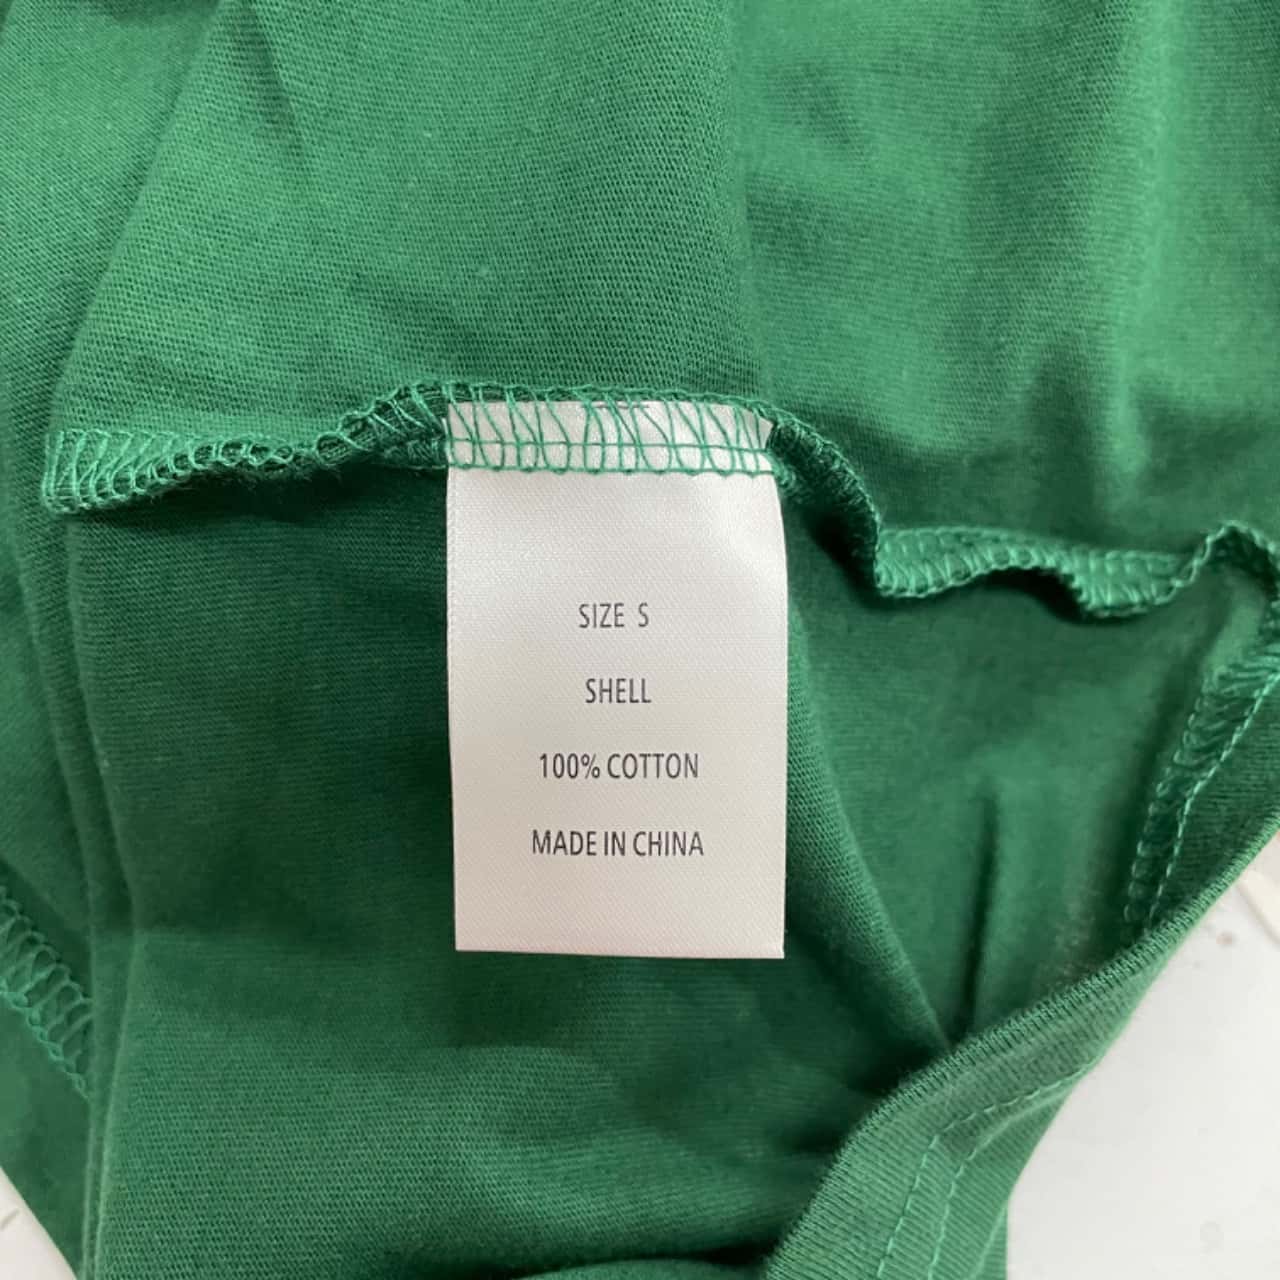 SIZE S
SHELL
100% COTTON
MADE IN CHINA